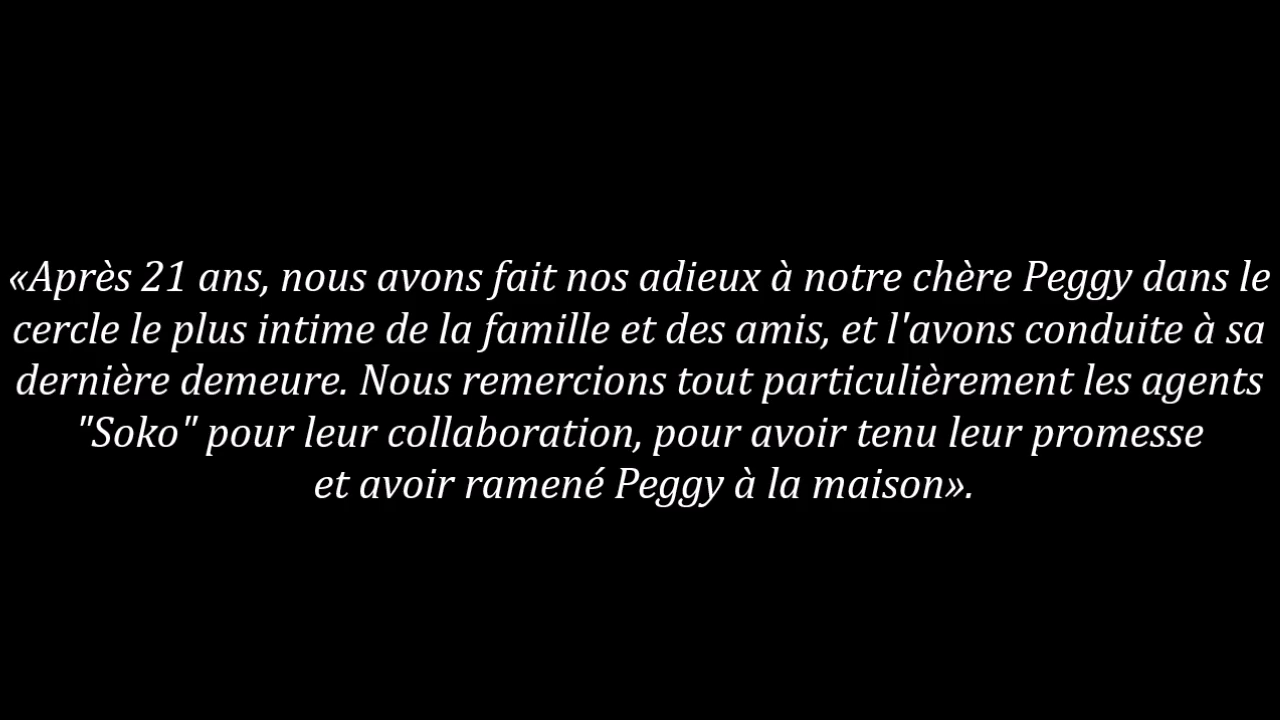 «Après 21 ans, nous avons fait nos adieux à notre chère Peggy dans le
cercle le plus intime de la famille et des amis, et l'avons conduite à sa
dernière demeure. Nous remercions tout particulièrement les agents
"Soko" pour leur collaboration, pour avoir tenu leur promesse
et avoir ramené Peggy à la maison».